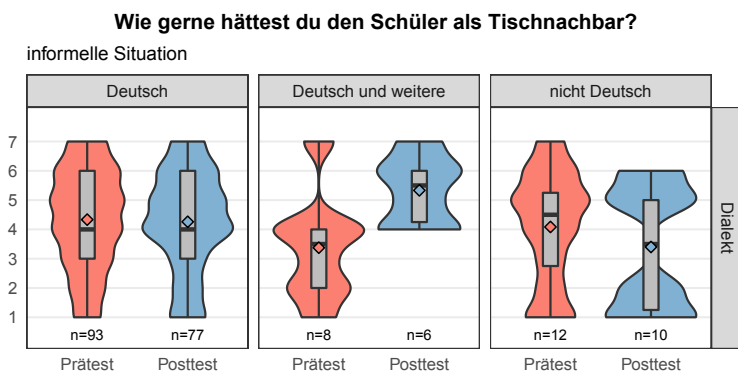 Wie gerne hättest du den Schüler als Tischnachbar?
informelle Situation
Deutsch
Deutsch und weitere
nicht Deutsch
7
6
5
4
3
2
1
Dialekt
n=93
n=77
n=8
n=6
n=12
n=10
Prätest
Posttest
Prätest
Posttest
Prätest
Posttest